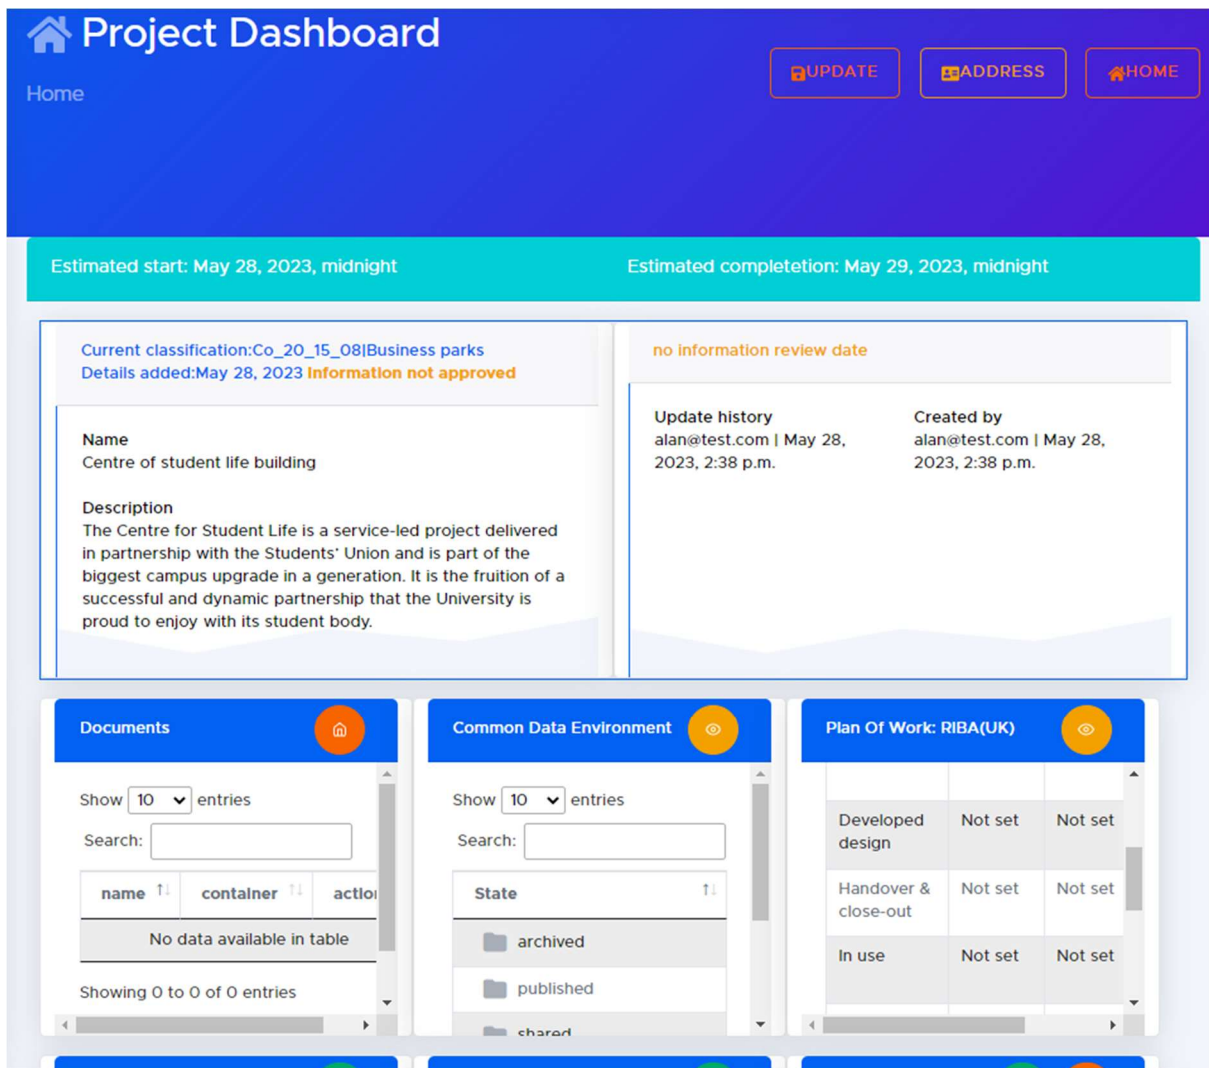 Project Dashboard
Home
UPDATE
ADDRESS
HOME
Estimated start: May 28, 2023, midnight
Estimated completetion: May 29, 2023, midnight
Current classification:Co_20_15_08|Business parks
Details added:May 28, 2023 Information not approved
Name
Centre of student life building
Description
The Centre for Student Life is a service-led project delivered
in partnership with the Students' Union and is part of the
biggest campus upgrade in a generation. It is the fruition of a
successful and dynamic partnership that the University is
proud to enjoy with its student body.
no information review date
Update history
alan@test.com | May 28,
2023, 2:38 p.m.
Created by
alan@test.com | May 28,
2023, 2:38 p.m.
Documents
Show 10 entries
Search:
name container action
No data available in table
Showing 0 to 0 of 0 entries
Common Data Environment
Show 10 entries
Search:
State
archived
published
shared
Plan Of Work: RIBA(UK)
Developed
design
Not set Not set
Handover &
close-out
Not set Not set
In use Not set Not set